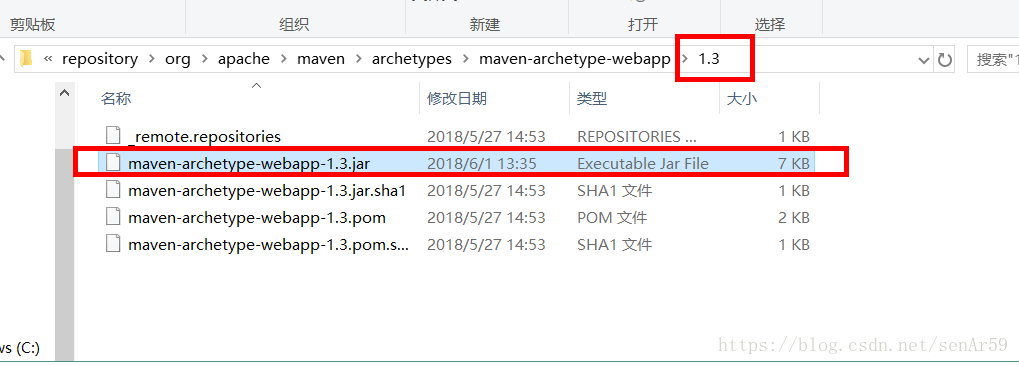 剪贴板 组织 新建 打开 选择
« repository › org › apache › maven › archetypes › maven-archetype-webapp › 1.3 搜索"1
名称 修改日期 类型 大小
_remote.repositories 2018/5/27 14:53 REPOSITORIES ... 1 KB
maven-archetype-webapp-1.3.jar 2018/6/1 13:35 Executable Jar File 7 KB
maven-archetype-webapp-1.3.jar.sha1 2018/5/27 14:53 SHA1 文件 1 KB
maven-archetype-webapp-1.3.pom 2018/5/27 14:53 POM 文件 2 KB
maven-archetype-webapp-1.3.pom.s... 2018/5/27 14:53 SHA1 文件 1 KB
ws (C:)
https://blog.csdn.net/senAr59